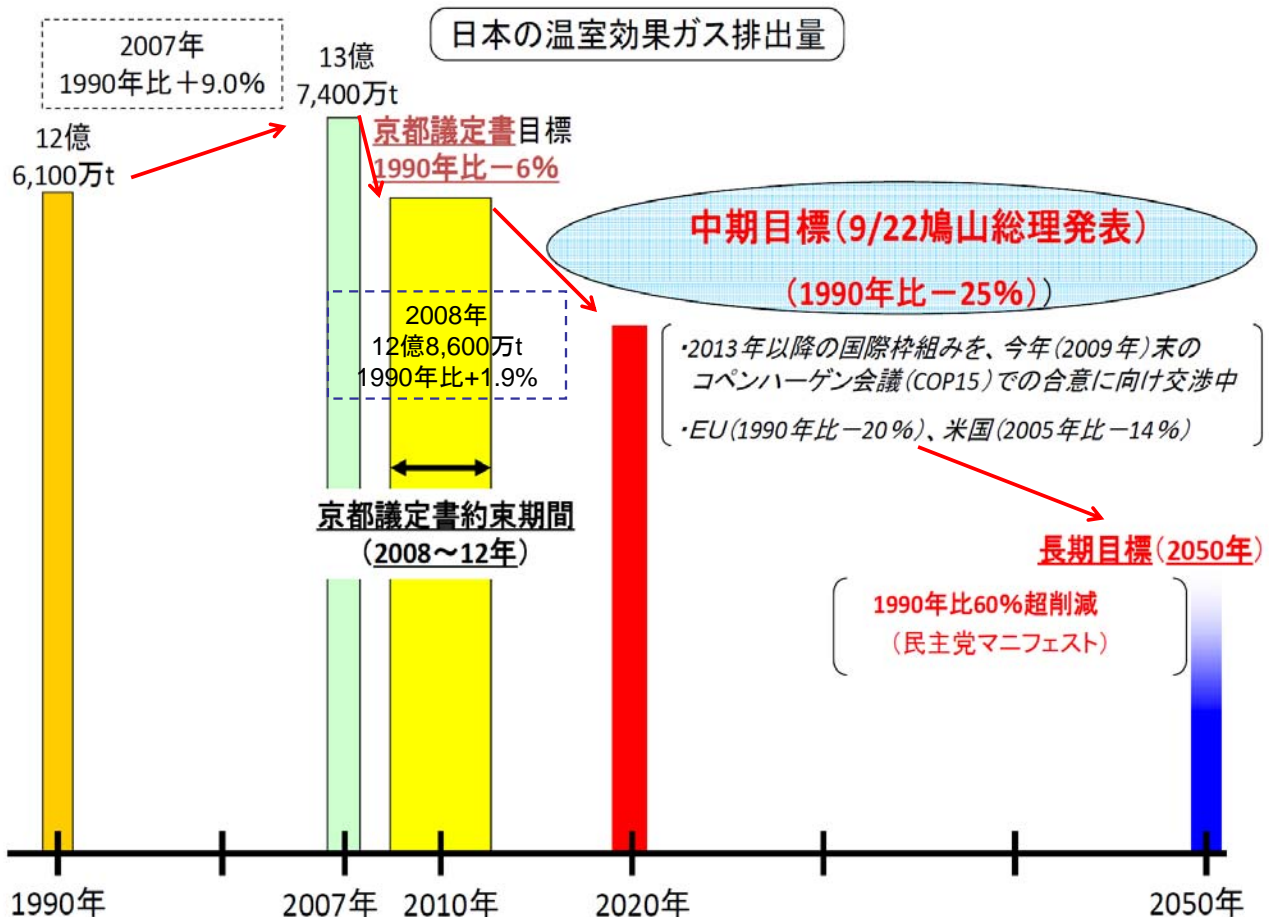 日本の温室効果ガス排出量
2007年
1990年比＋9.0%
13億
7,400万t
12億
6,100万t
京都議定書目標
1990年比－6%
中期目標（9/22鳩山総理発表）
（1990年比－25%））
2008年
12億8,600万t
1990年比+1.9%
・2013年以降の国際枠組みを、今年（2009年）末の
コペンハーゲン会議（COP15）での合意に向け交渉中
・EU（1990年比－20％）、米国（2005年比－14％）
京都議定書約束期間
（2008～12年）
長期目標（2050年）
1990年比60%超削減
（民主党マニフェスト）
1990年 2007年 2010年 2020年 2050年